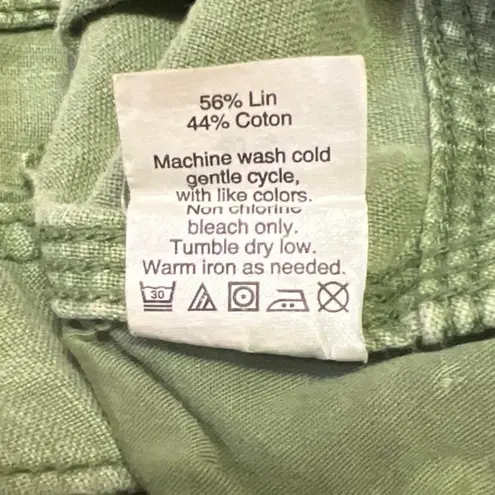 56% Lin
44% Coton
Machine wash cold
gentle cycle,
with like colors.
Non chlorine
bleach only.
Tumble dry low.
Warm iron as needed.
30